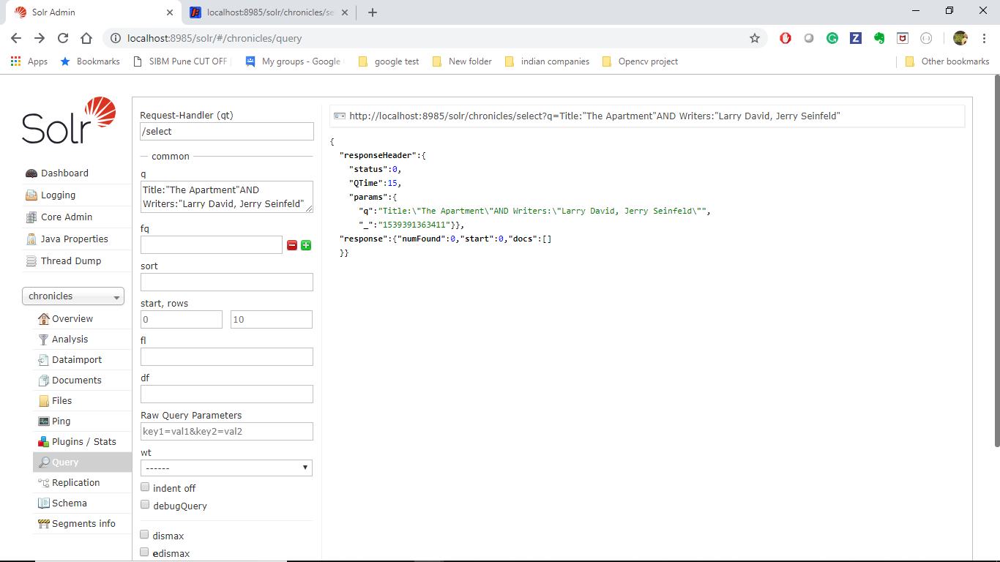 Solr Admin
localhost:8985/solr/chronicles/se
localhost:8985/solr/#/chronicles/query
Apps
Bookmarks
SIBM Pune CUT OFF
My groups - Google
google test
New folder
indian companies
Opencv project
Other bookmarks
Solr
Dashboard
Logging
Core Admin
Java Properties
Thread Dump
chronicles
Overview
Analysis
Dataimport
Documents
Files
Ping
Plugins / Stats
Query
Replication
Schema
Segments info
Request-Handler (qt)
/select
common
q
Title:"The Apartment"AND
Writers:"Larry David, Jerry Seinfeld"
fq
sort
start, rows
0 10
fl
df
Raw Query Parameters
key1=val1&key2=val2
wt
------
indent off
debugQuery
dismax
edismax
http://localhost:8985/solr/chronicles/select?q=Title:"The Apartment"AND Writers:"Larry David, Jerry Seinfeld"
{
"responseHeader":{
"status":0,
"QTime":15,
"params":{
"q":"Title:\"The Apartment\"AND Writers:\"Larry David, Jerry Seinfeld\"",
"_":"1539391363411"}},
"response":{"numFound":0,"start":0,"docs":[]
}}